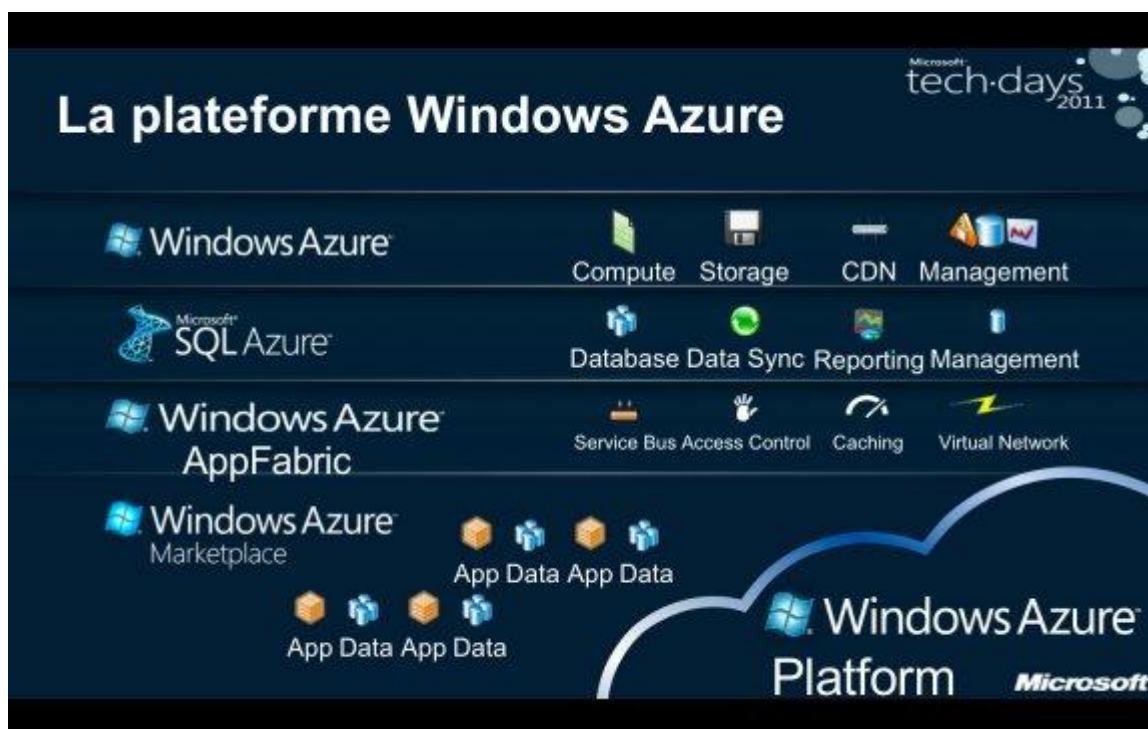 Microsoft
tech·days
2011
La plateforme Windows Azure
Windows Azure
Compute Storage CDN Management
Microsoft
SQL Azure
Database Data Sync Reporting Management
Windows Azure
AppFabric
Service Bus Access Control Caching Virtual Network
Windows Azure
Marketplace
App Data App Data
App Data App Data
Windows Azure
Platform
Microsoft